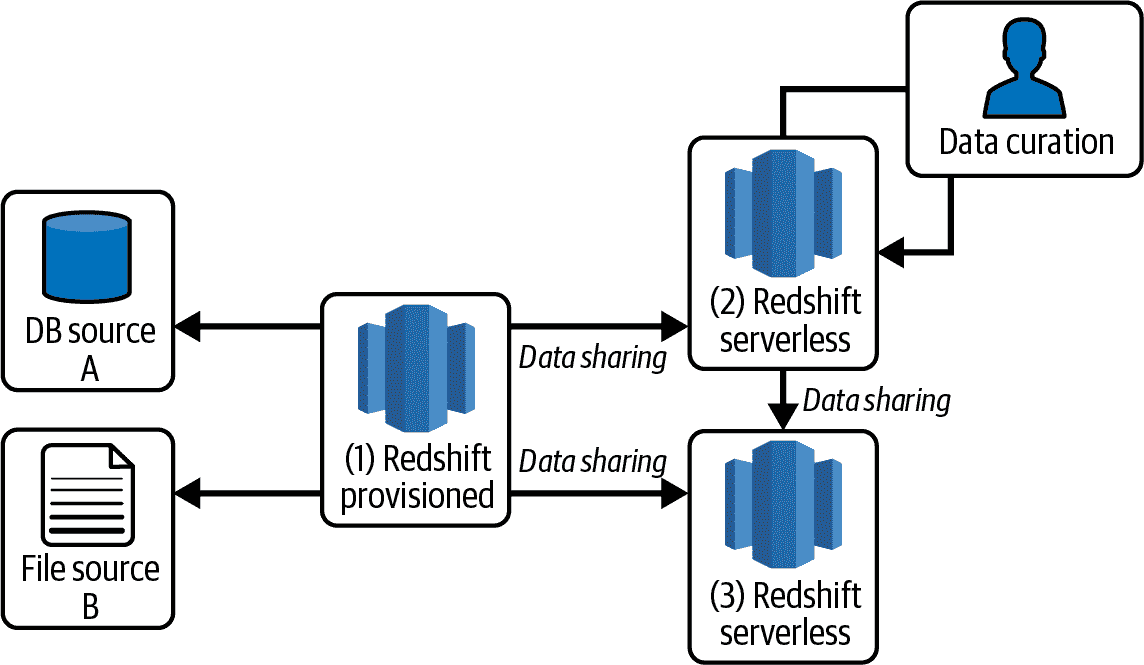 Data curation
DB source
A
(2) Redshift
serverless
Data sharing
Data sharing
(1) Redshift
provisioned
Data sharing
File source
B
(3) Redshift
serverless